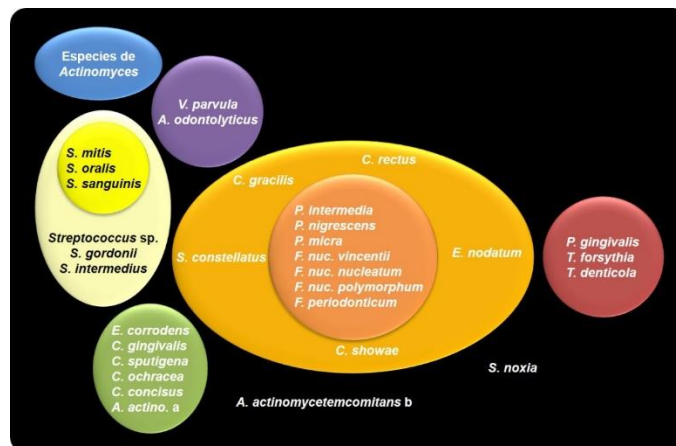 Especies de
Actinomyces
V. parvula
A. odontolyticus
S. mitis
S. oralis
S. sanguinis
Streptococcus sp.
S. gordonii
S. intermedius
E. corrodens
C. gingivalis
C. sputigena
C. ochracea
C. concisus
A. actino. a
C. rectus
C. gracilis
S. constellatus
P. intermedia
P. nigrescens
P. micra
F. nuc. vincentii
F. nuc. nucleatum
F. nuc. polymorphum
F. periodonticum
E. nodatum
C. showae
P. gingivalis
T. forsythia
T. denticola
S. noxia
A. actinomycetemcomitans b